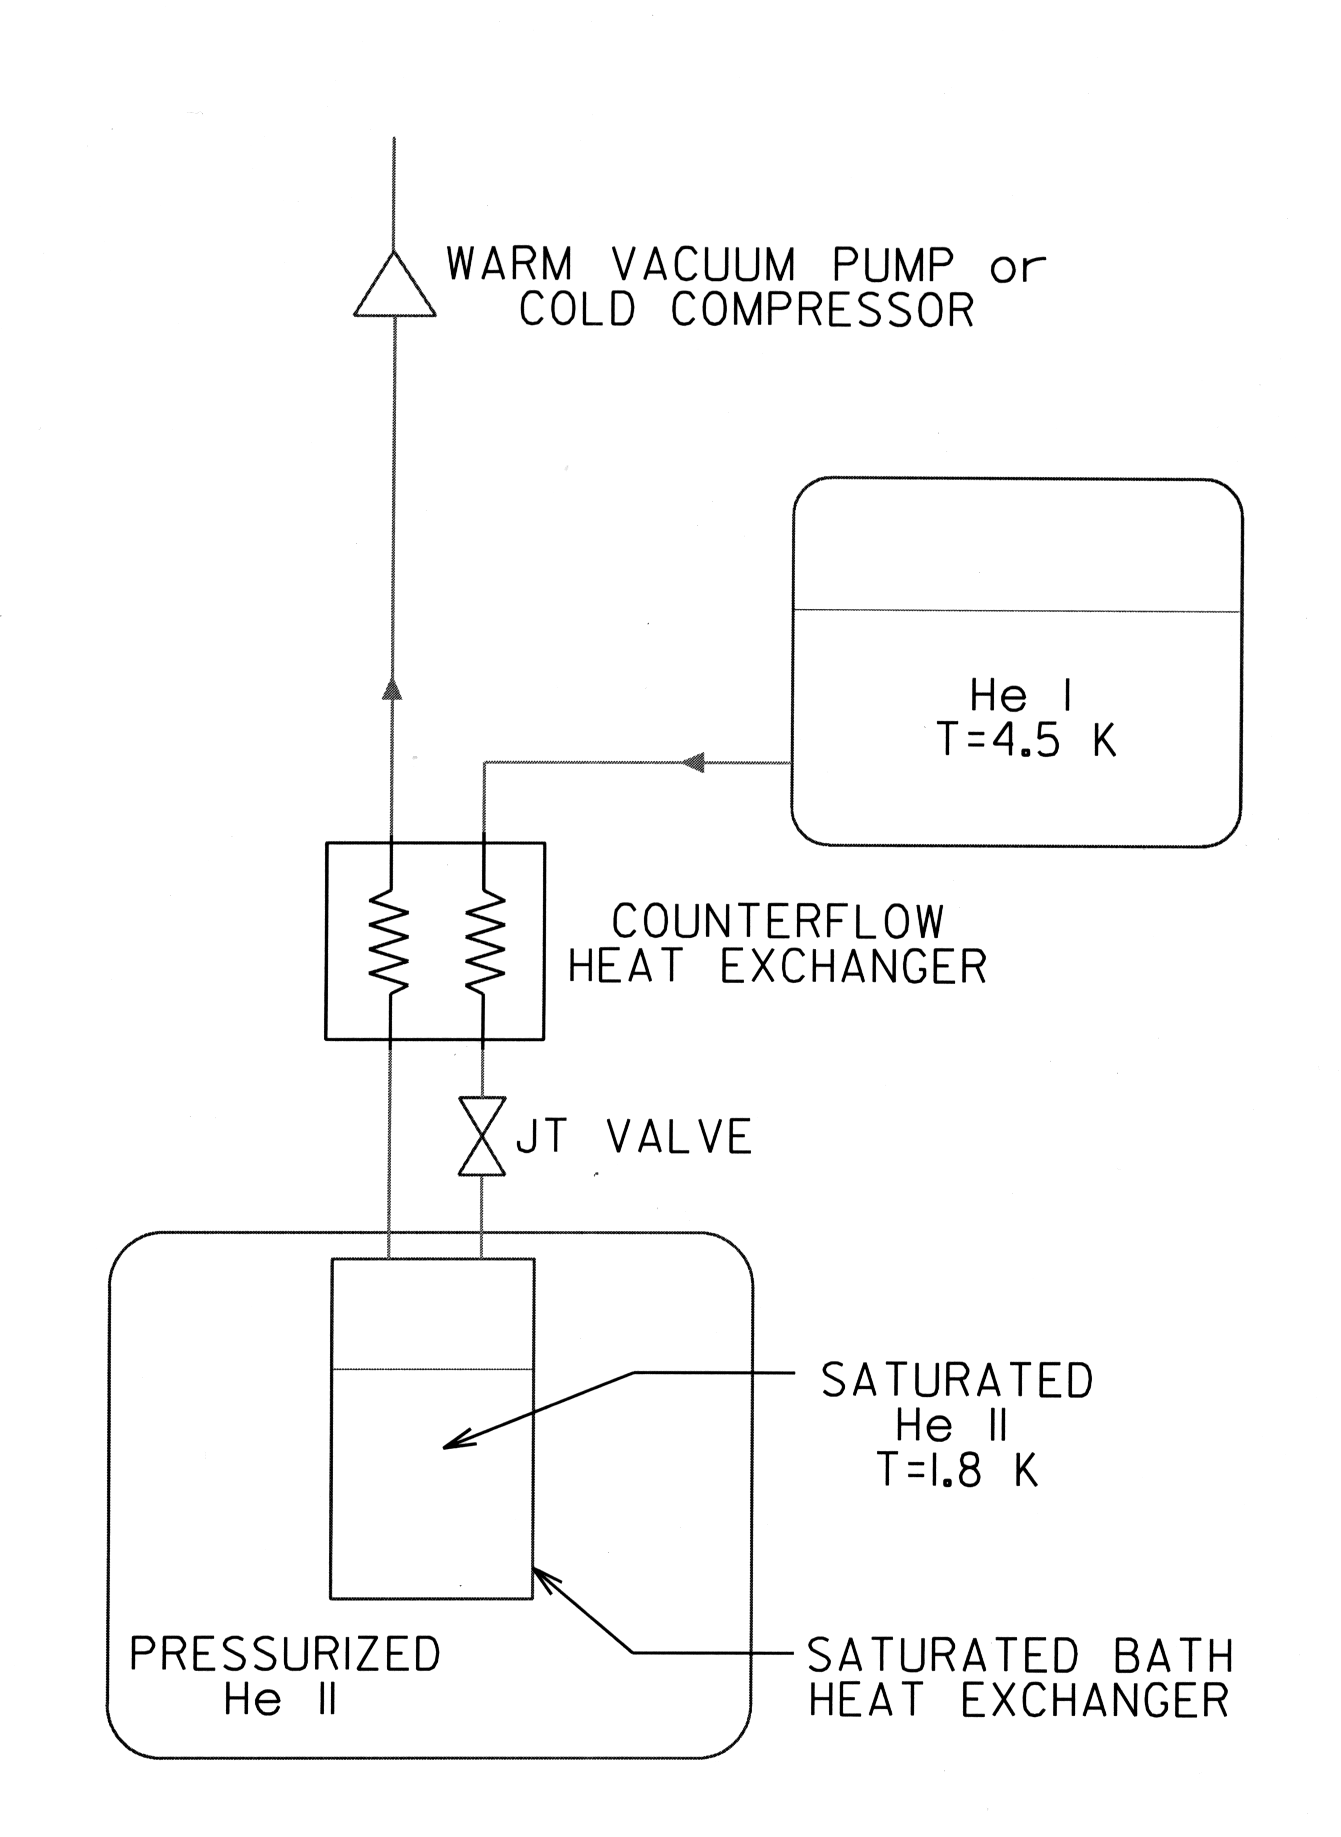 WARM VACUUM PUMP or
COLD COMPRESSOR
He I
T=4.5 K
COUNTERFLOW
HEAT EXCHANGER
JT VALVE
SATURATED
He II
T=1.8 K
PRESSURIZED
He II
SATURATED BATH
HEAT EXCHANGER